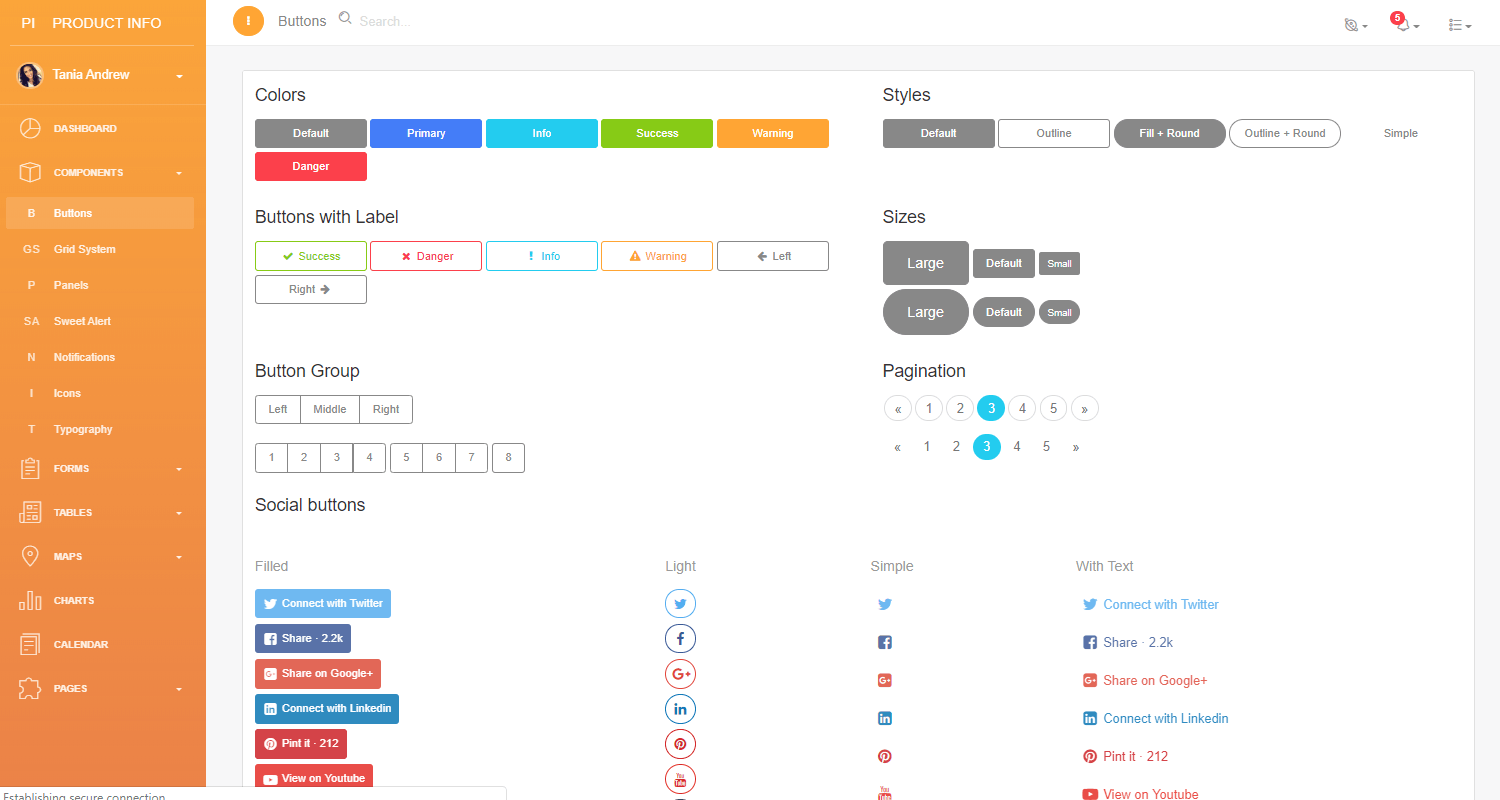 PI PRODUCT INFO
Tania Andrew
DASHBOARD
COMPONENTS
B Buttons
GS Grid System
P Panels
SA Sweet Alert
N Notifications
I Icons
T Typography
FORMS
TABLES
MAPS
CHARTS
CALENDAR
PAGES
Buttons Search...
5
Colors
Default Primary Info Success Warning
Danger
Styles
Default Outline Fill + Round Outline + Round Simple
Buttons with Label
Success Danger Info Warning Left
Right
Sizes
Large Default Small
Large Default Small
Button Group
Left Middle Right
1 2 3 4 5 6 7 8
Pagination
« 1 2 3 4 5 »
« 1 2 3 4 5 »
Social buttons
Filled Light Simple With Text
Connect with Twitter Connect with Twitter
Share · 2.2k Share · 2.2k
Share on Google+ Share on Google+
Connect with Linkedin Connect with Linkedin
Pint it · 212 Pint it · 212
View on Youtube You Tube You Tube View on Youtube
Establishing secure connection